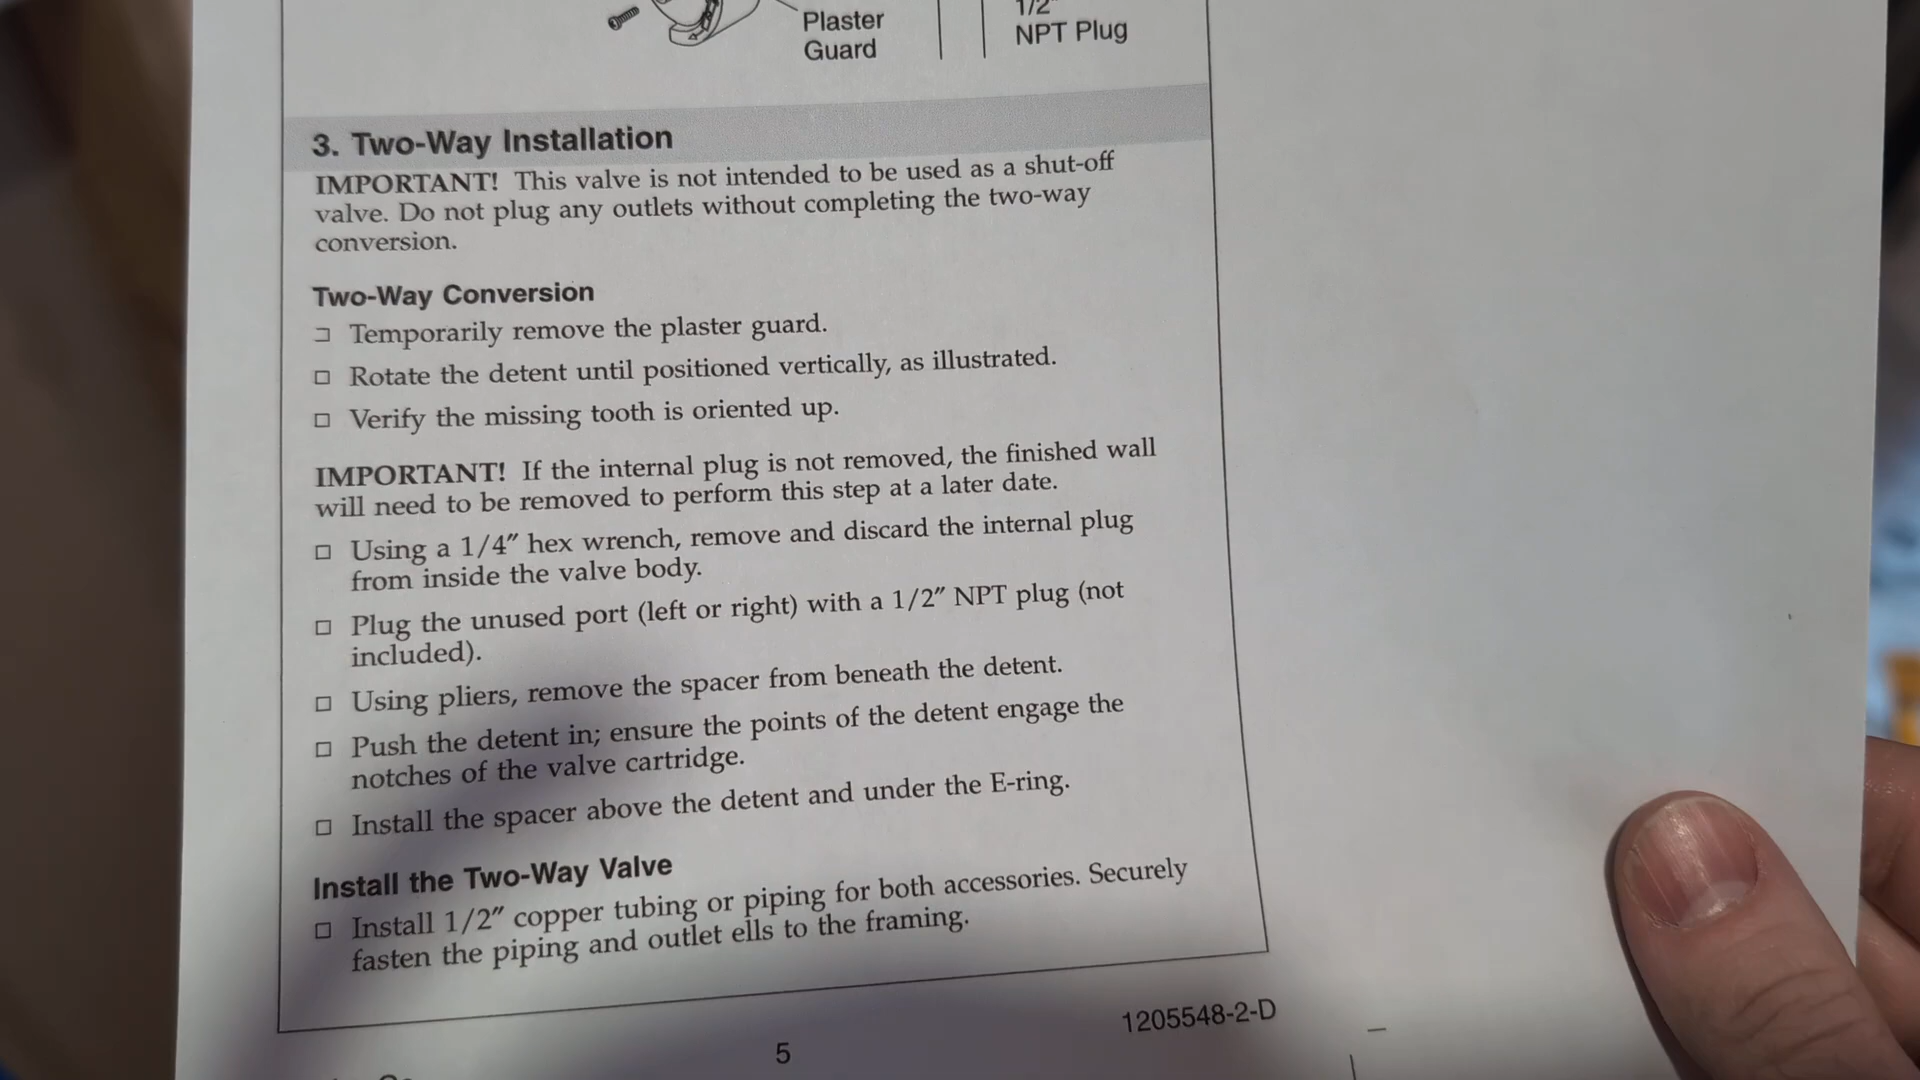 Plaster
Guard
1/2"
NPT Plug
3. Two-Way Installation
IMPORTANT! This valve is not intended to be used as a shut-off
valve. Do not plug any outlets without completing the two-way
conversion.
Two-Way Conversion
Temporarily remove the plaster guard.
Rotate the detent until positioned vertically, as illustrated.
Verify the missing tooth is oriented up.
IMPORTANT! If the internal plug is not removed, the finished wall
will need to be removed to perform this step at a later date.
Using a 1/4″ hex wrench, remove and discard the internal plug
from inside the valve body.
Plug the unused port (left or right) with a 1/2″ NPT plug (not
included).
Using pliers, remove the spacer from beneath the detent.
Push the detent in; ensure the points of the detent engage the
notches of the valve cartridge.
Install the spacer above the detent and under the E-ring.
Install the Two-Way Valve
Install 1/2″ copper tubing or piping for both accessories. Securely
fasten the piping and outlet ells to the framing.
1205548-2-D
5